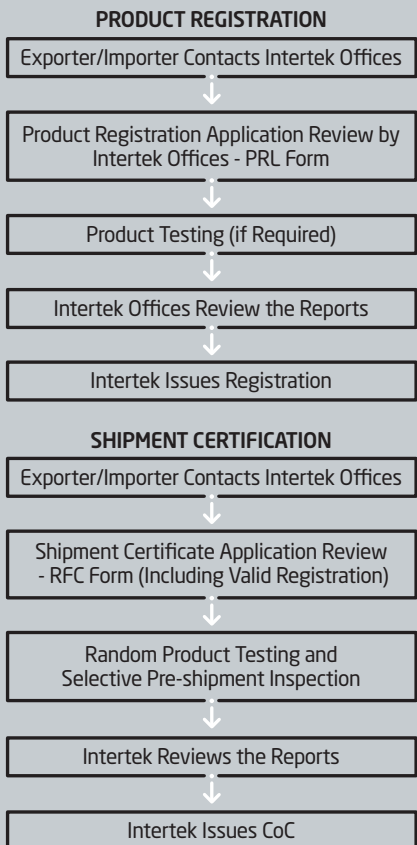 PRODUCT REGISTRATION
Exporter/Importer Contacts Intertek Offices
Product Registration Application Review by
Intertek Offices - PRL Form
Product Testing (if Required)
Intertek Offices Review the Reports
Intertek Issues Registration
SHIPMENT CERTIFICATION
Exporter/Importer Contacts Intertek Offices
Shipment Certificate Application Review
- RFC Form (Including Valid Registration)
Random Product Testing and
Selective Pre-shipment Inspection
Intertek Reviews the Reports
Intertek Issues CoC